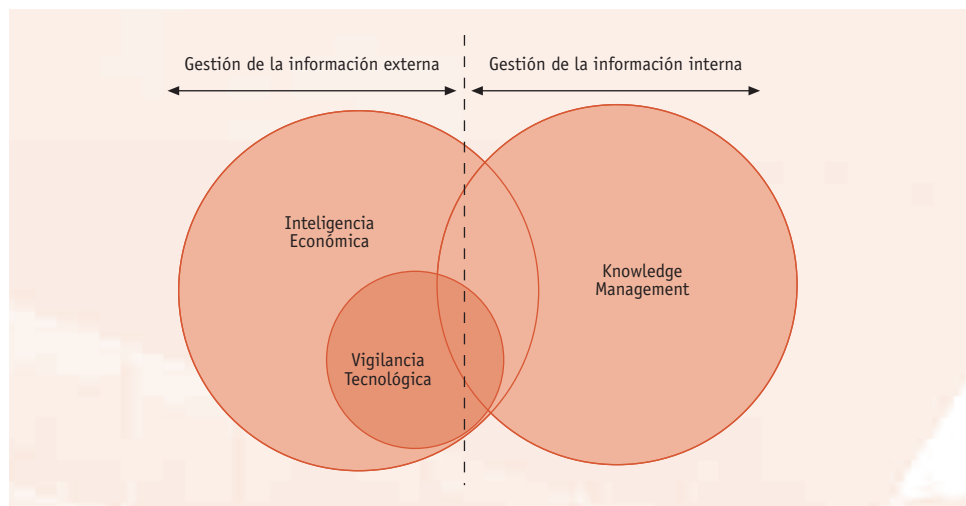 Gestión de la información externa
Gestión de la información interna
Inteligencia
Económica
Knowledge
Management
Vigilancia
Tecnológica